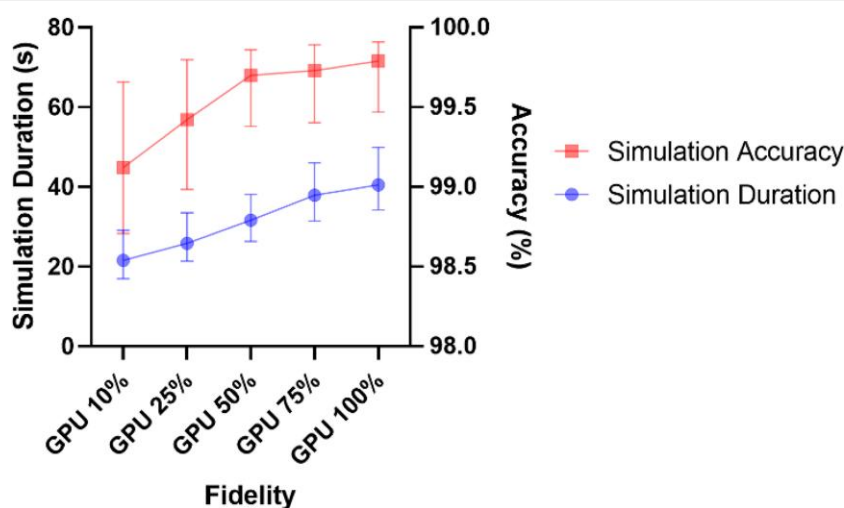 Simulation Duration (s)
80
60
40
20
0
100.0
99.5
99.0
98.5
98.0
Accuracy (%)
GPU 10%
GPU 25%
GPU 50%
GPU 75%
GPU 100%
Fidelity
Simulation Accuracy
Simulation Duration